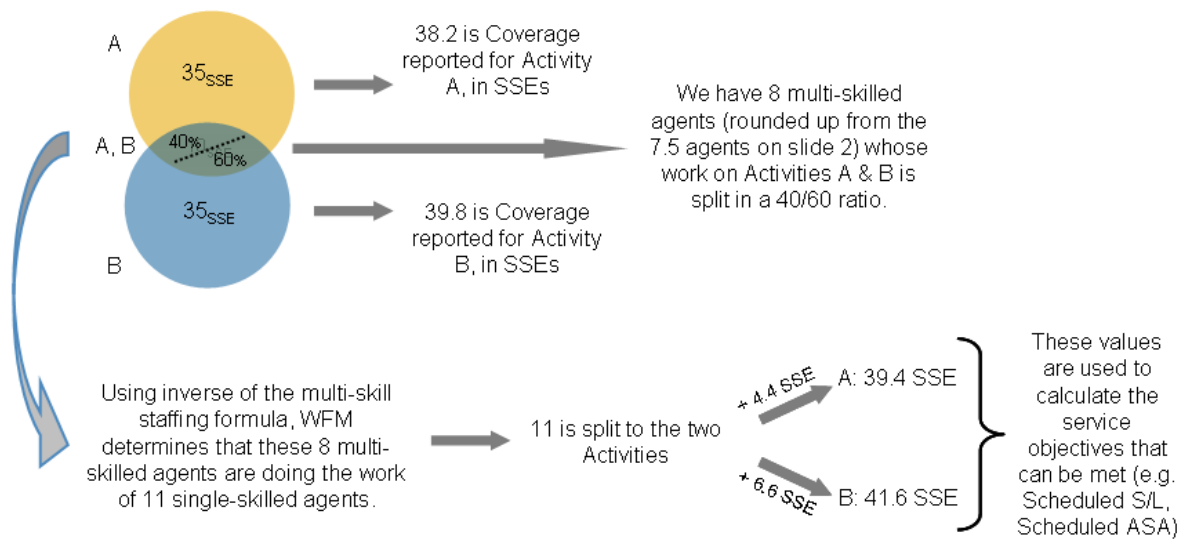 A
35SSE
38.2 is Coverage
reported for Activity
A, in SSEs
A, B
40%
60%
We have 8 multi-skilled
agents (rounded up from the
7.5 agents on slide 2) whose
work on Activities A & B is
split in a 40/60 ratio.
35SSE
39.8 is Coverage
reported for Activity
B, in SSEs
B
Using inverse of the multi-skill
staffing formula, WFM
determines that these 8 multi-
skilled agents are doing the work
of 11 single-skilled agents.
11 is split to the two
Activities
+ 4.4 SSE
A: 39.4 SSE
+ 6.6 SSE
B: 41.6 SSE
These values
are used to
calculate the
service
objectives that
can be met (e.g.
Scheduled S/L,
Scheduled ASA)